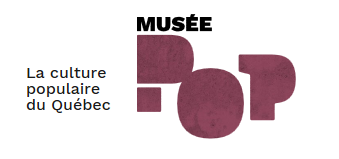 MUSÉE
POP
La culture
populaire
du Québec